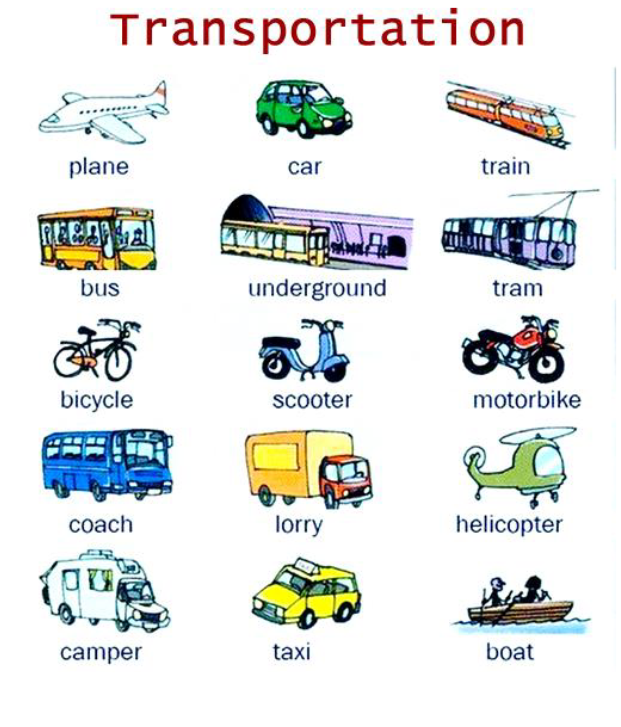 Transportation
plane car train
bus underground tram
bicycle scooter motorbike
coach lorry helicopter
camper taxi boat